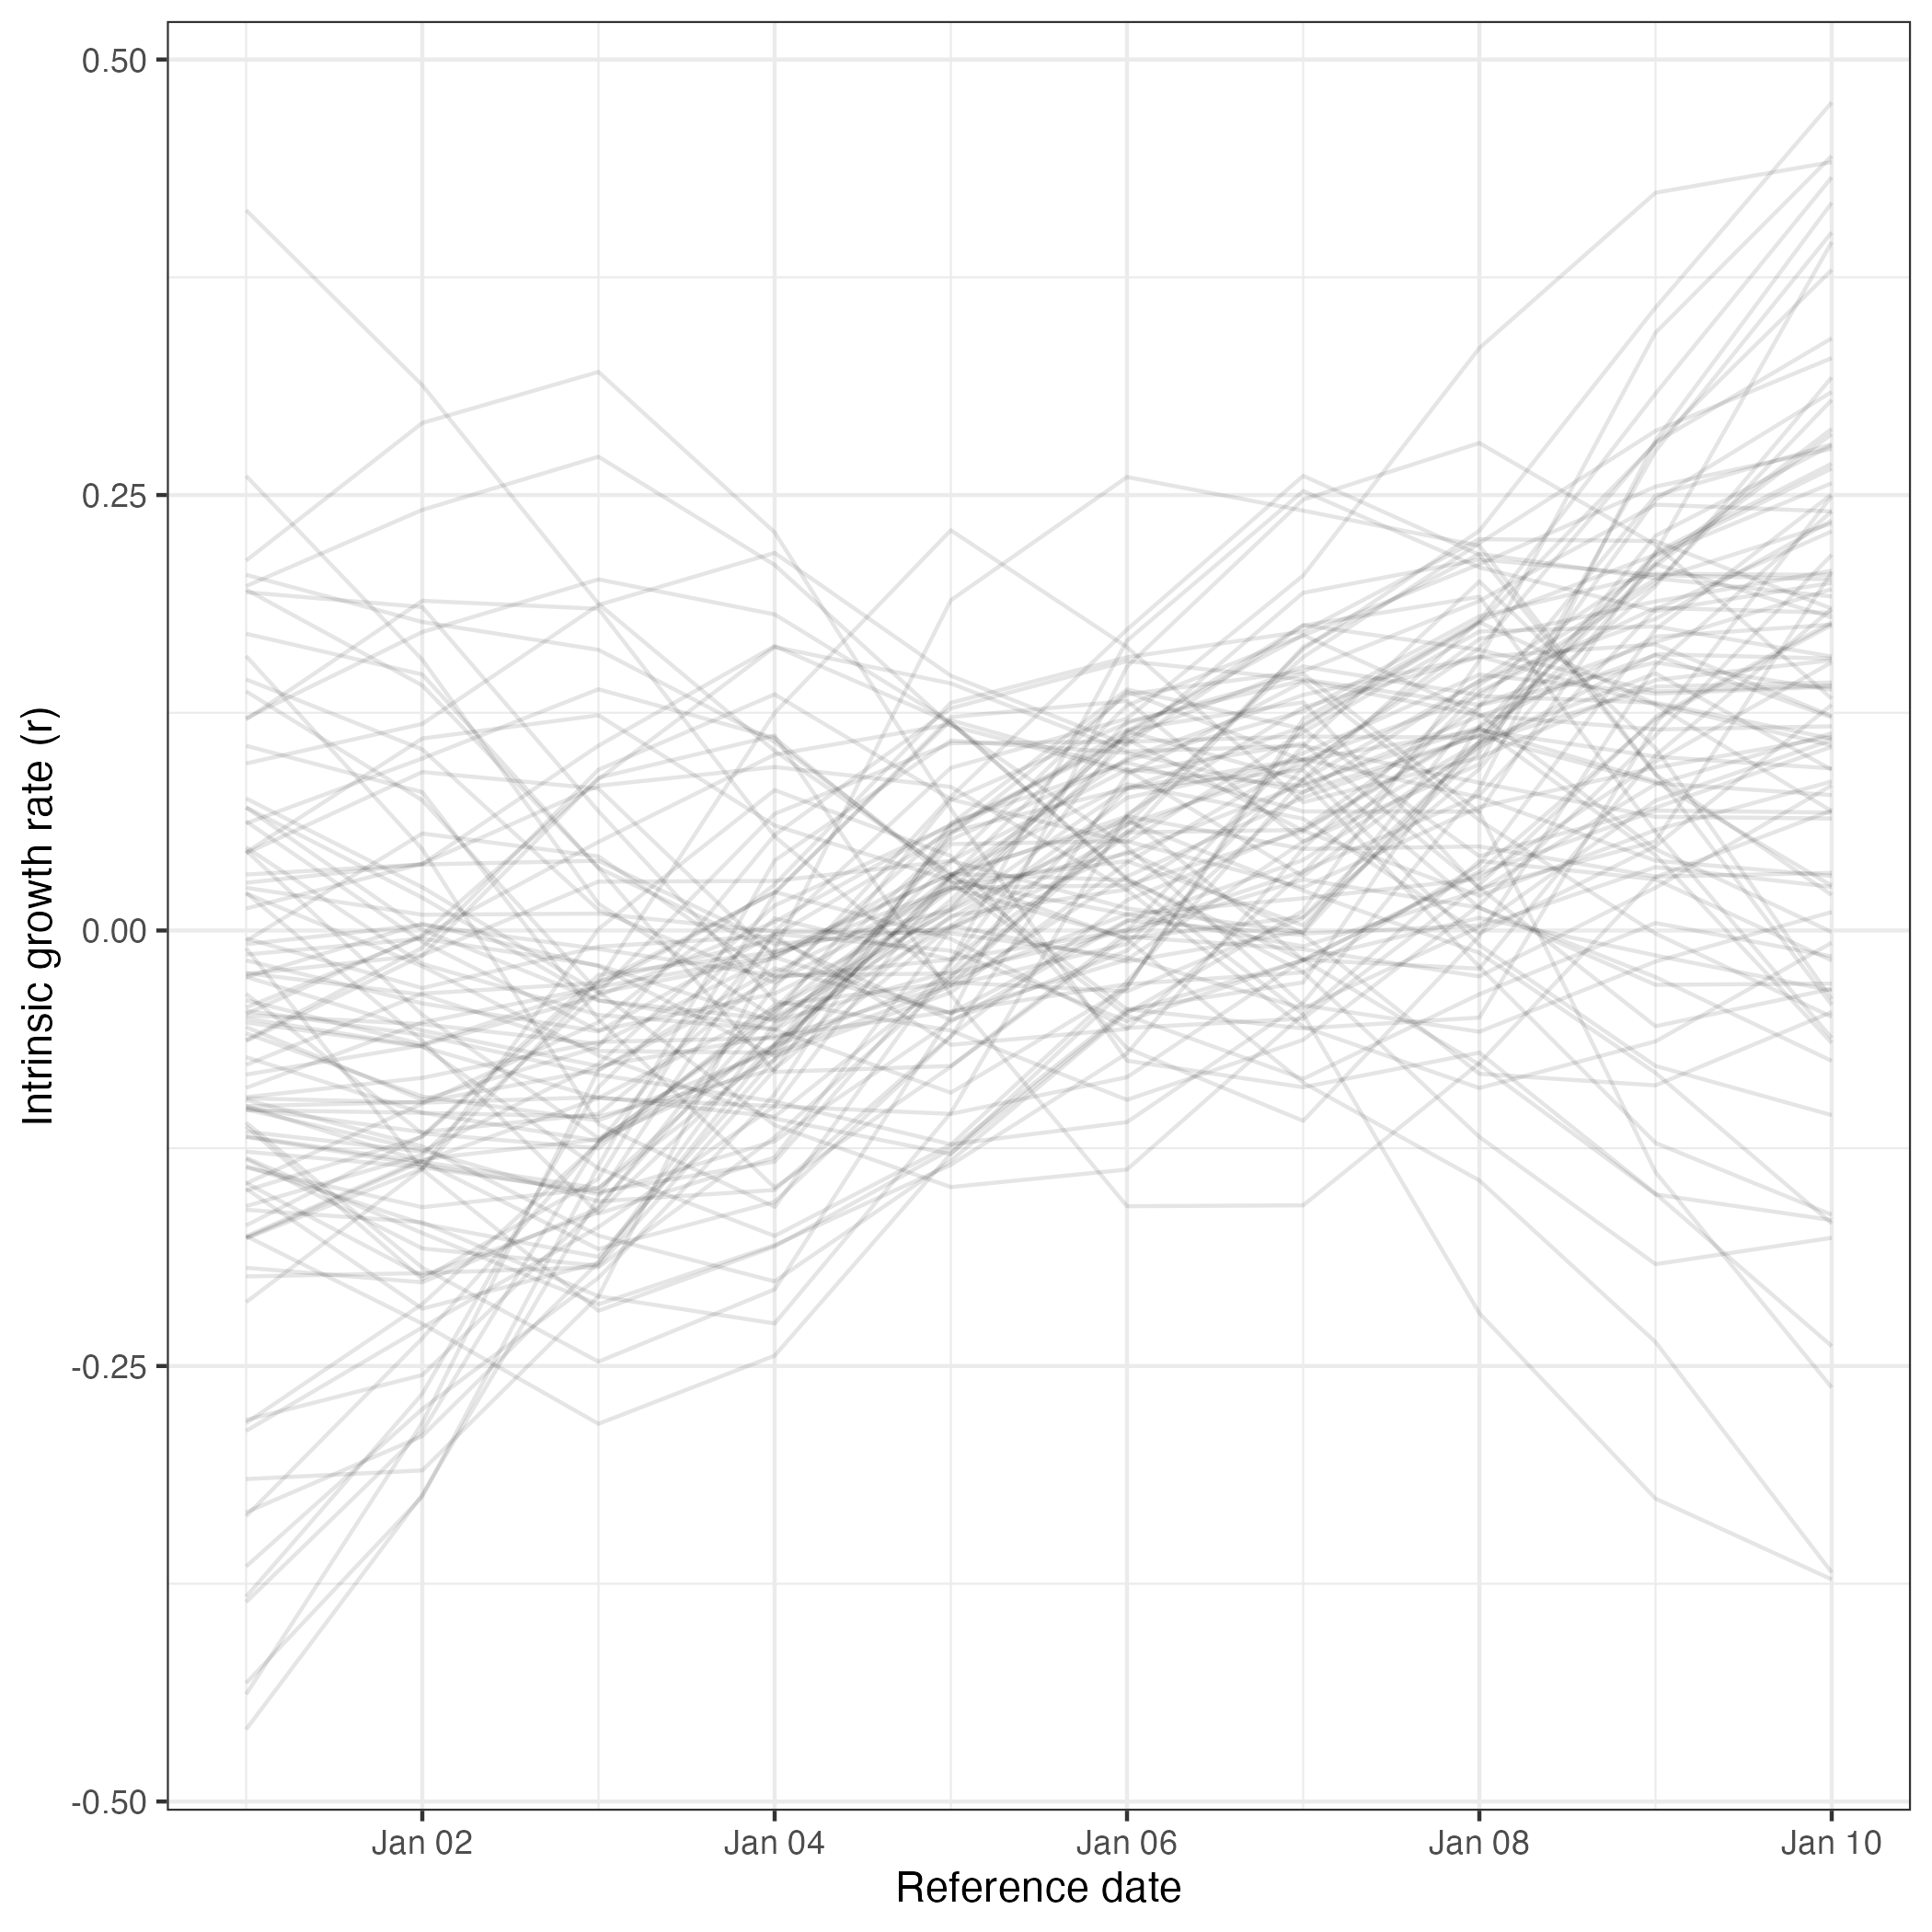 Intrinsic growth rate (r)
0.50
0.25
0.00
-0.25
-0.50
Jan 02
Jan 04
Jan 06
Jan 08
Jan 10
Reference date